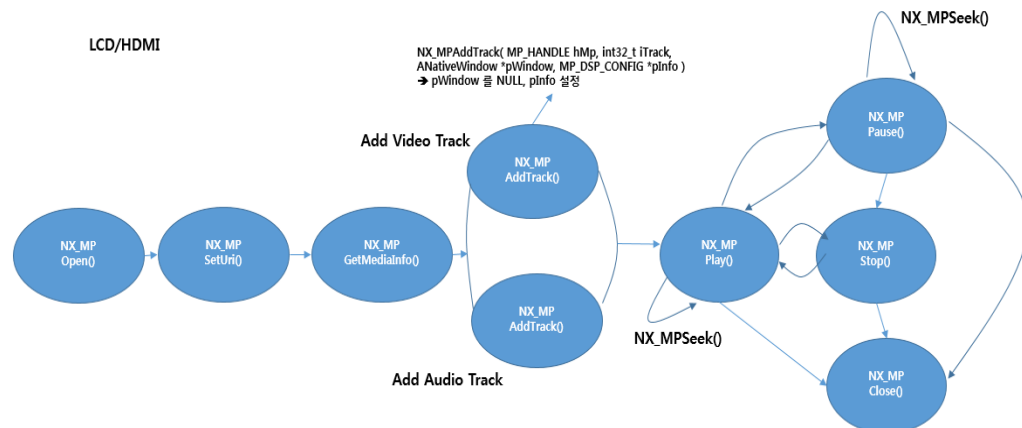 LCD/HDMI
NX_MPAddTrack( MP_HANDLE hMp, int32_t iTrack,
ANativeWindow *pWindow, MP_DSP_CONFIG *pInfo )
➔ pWindow 를 NULL, pInfo 설정
NX_MPSeek()
Add Video Track
NX_MP
AddTrack()
NX_MP
Pause()
NX_MP
Open()
NX_MP
SetUri()
NX_MP
GetMediaInfo()
NX_MP
Play()
NX_MP
Stop()
NX_MP
AddTrack()
NX_MPSeek()
Add Audio Track
NX_MP
Close()